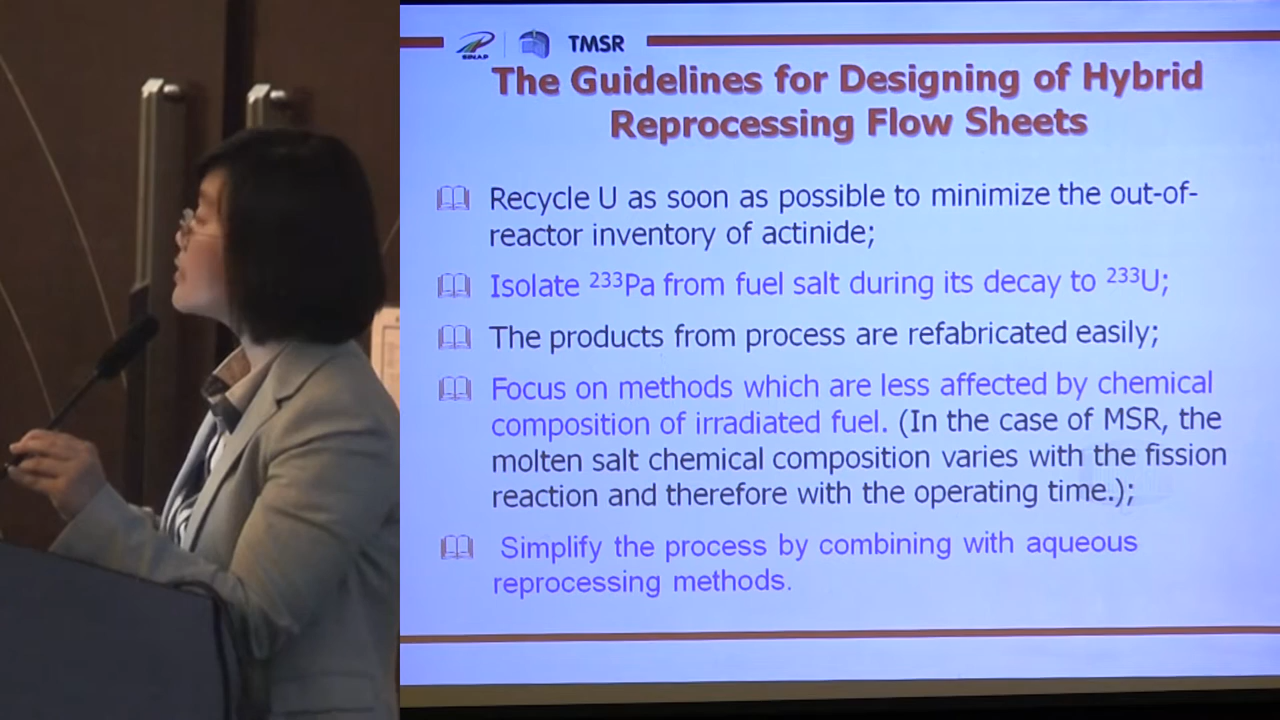 SINAP
TMSR
The Guidelines for Designing of Hybrid
Reprocessing Flow Sheets
Recycle U as soon as possible to minimize the out-of-
reactor inventory of actinide;
Isolate ²³³Pa from fuel salt during its decay to ²³³U;
The products from process are refabricated easily;
Focus on methods which are less affected by chemical
composition of irradiated fuel. (In the case of MSR, the
molten salt chemical composition varies with the fission
reaction and therefore with the operating time.);
Simplify the process by combining with aqueous
reprocessing methods.